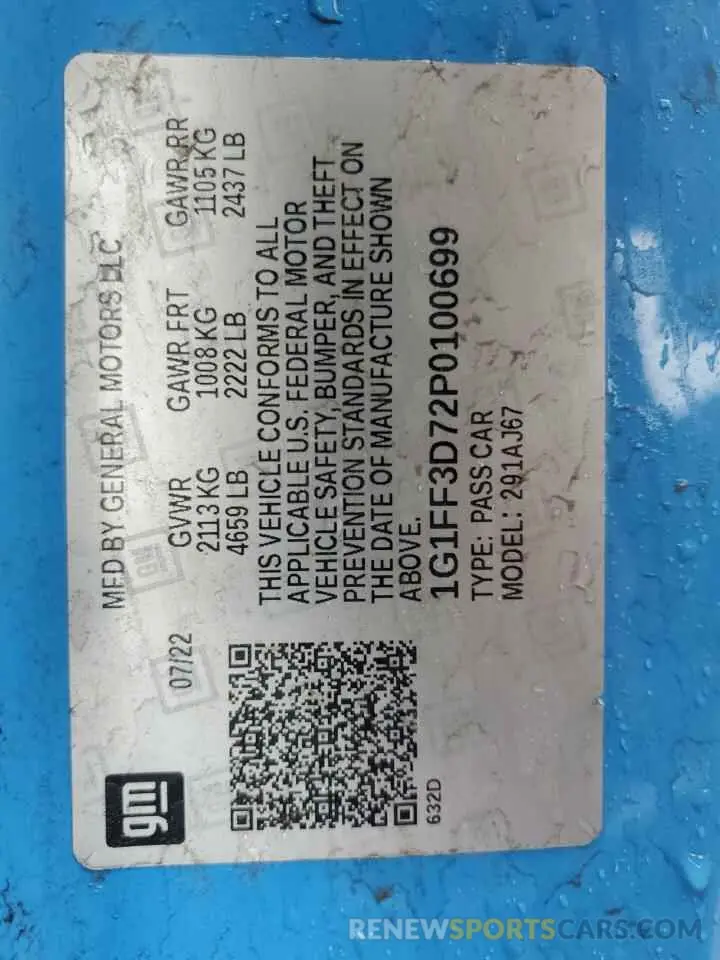 gm
07/22
MFD BY GENERAL MOTORS LLC
GVWR GAWR FRT GAWR RR
2113 KG 1008 KG 1105 KG
4659 LB 2222 LB 2437 LB
THIS VEHICLE CONFORMS TO ALL
APPLICABLE U.S. FEDERAL MOTOR
VEHICLE SAFETY, BUMPER, AND THEFT
PREVENTION STANDARDS IN EFFECT ON
THE DATE OF MANUFACTURE SHOWN
ABOVE.
1G1FF3D72P0100699
TYPE: PASS CAR
MODEL: 291AJ67
632D
RENEWSPORTSCARS.COM